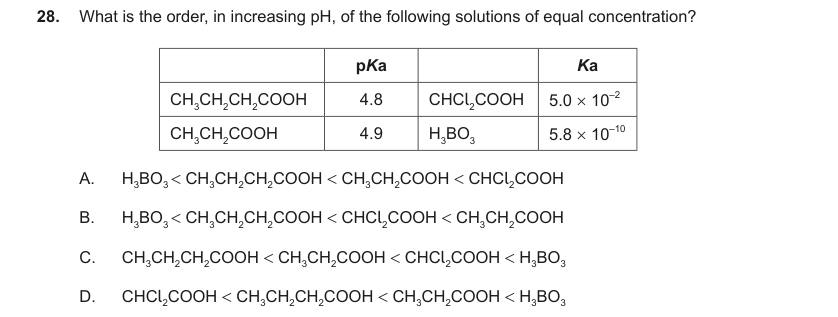 28. What is the order, in increasing pH, of the following solutions of equal concentration?
pKa Ka
CH₃CH₂CH₂COOH 4.8 CHCl₂COOH 5.0 × 10⁻²
CH₃CH₂COOH 4.9 H₃BO₃ 5.8 × 10⁻¹⁰
A. H₃BO₃ < CH₃CH₂CH₂COOH < CH₃CH₂COOH < CHCl₂COOH
B. H₃BO₃ < CH₃CH₂CH₂COOH < CHCl₂COOH < CH₃CH₂COOH
C. CH₃CH₂CH₂COOH < CH₃CH₂COOH < CHCl₂COOH < H₃BO₃
D. CHCl₂COOH < CH₃CH₂CH₂COOH < CH₃CH₂COOH < H₃BO₃